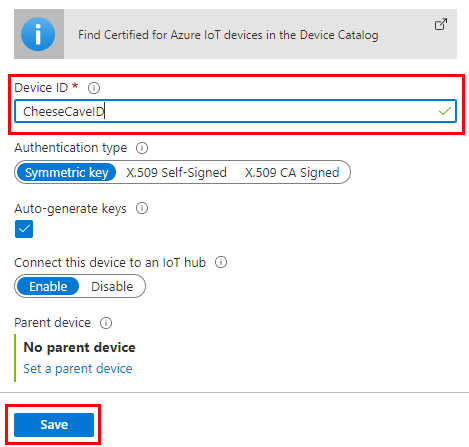 Find Certified for Azure IoT devices in the Device Catalog
Device ID *
CheeseCaveID
Authentication type
Symmetric key X.509 Self-Signed X.509 CA Signed
Auto-generate keys
Connect this device to an IoT hub
Enable Disable
Parent device
No parent device
Set a parent device
Save